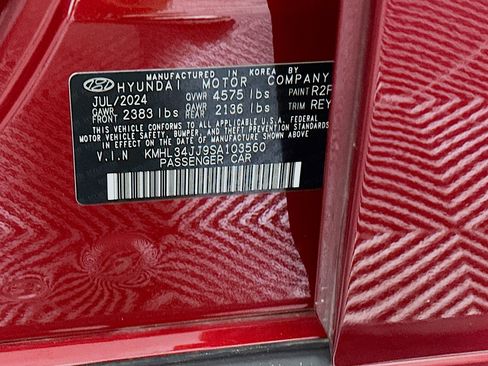 MANUFACTURED IN KOREA BY
HYUNDAI MOTOR COMPANY
JUL/2024 GVWR 4575 lbs PAINT R2P
GAWR FRONT 2383 lbs GAWR REAR 2136 lbs TRIM REY
THIS VEHICLE CONFORMS TO ALL APPLICABLE U.S.A. FEDERAL
MOTOR VEHICLE SAFETY, BUMPER, AND THEFT PREVENTION STANDARDS
IN EFFECT ON THE DATE OF MANUFACTURE SHOWN ABOVE.
V.I.N KMHL34JJ9SA103560
PASSENGER CAR